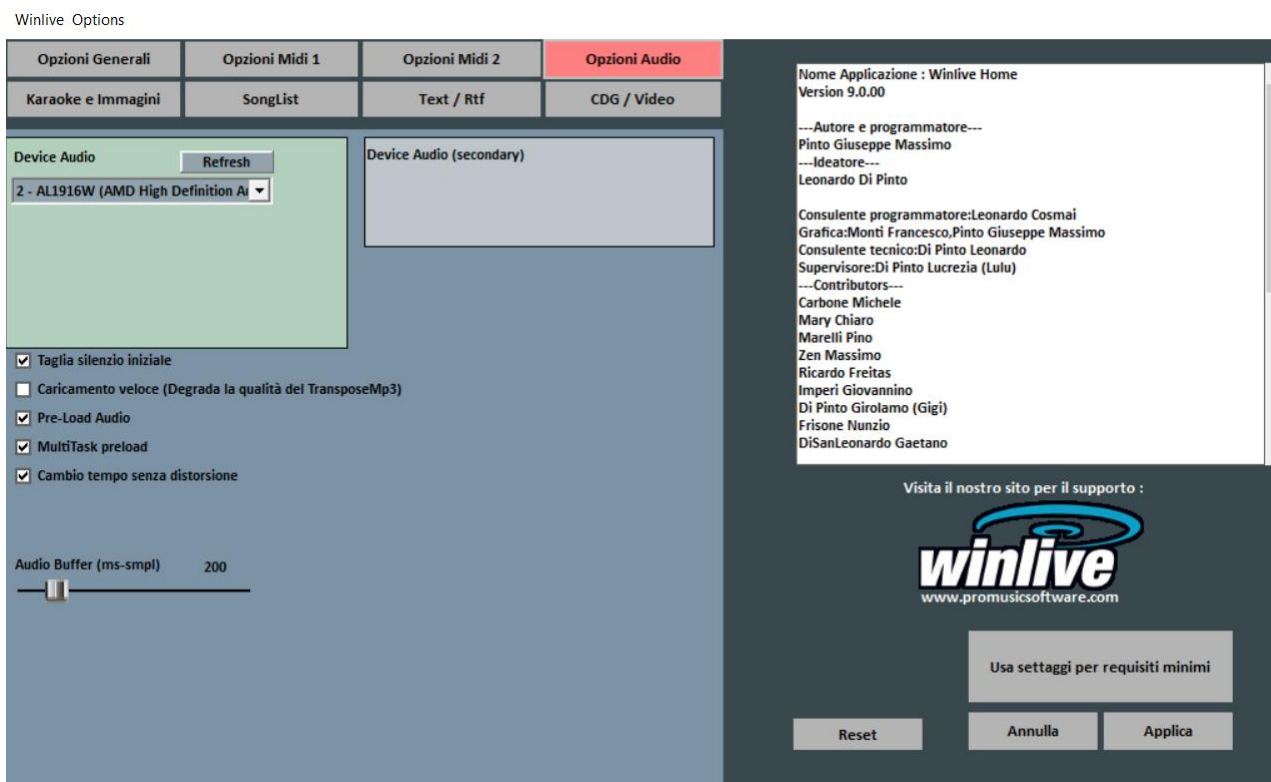 Winlive Options
Opzioni Generali
Opzioni Midi 1
Opzioni Midi 2
Opzioni Audio
Karaoke e Immagini
SongList
Text / Rtf
CDG / Video
Device Audio
Refresh
2 - AL1916W (AMD High Definition Au
Device Audio (secondary)
Taglia silenzio iniziale
Caricamento veloce (Degrada la qualità del TransposeMp3)
Pre-Load Audio
MultiTask preload
Cambio tempo senza distorsione
Audio Buffer (ms-smpl) 200
Nome Applicazione : Winlive Home
Version 9.0.00
---Autore e programmatore---
Pinto Giuseppe Massimo
---Ideatore---
Leonardo Di Pinto
Consulente programmatore:Leonardo Cosmai
Grafica:Monti Francesco,Pinto Giuseppe Massimo
Consulente tecnico:Di Pinto Leonardo
Supervisore:Di Pinto Lucrezia (Lulu)
---Contributors---
Carbone Michele
Mary Chiaro
Marelli Pino
Zen Massimo
Ricardo Freitas
Imperi Giovannino
Di Pinto Girolamo (Gigi)
Frisone Nunzio
DiSanLeonardo Gaetano
Visita il nostro sito per il supporto :
winlive
www.promusicsoftware.com
Usa settaggi per requisiti minimi
Reset
Annulla
Applica